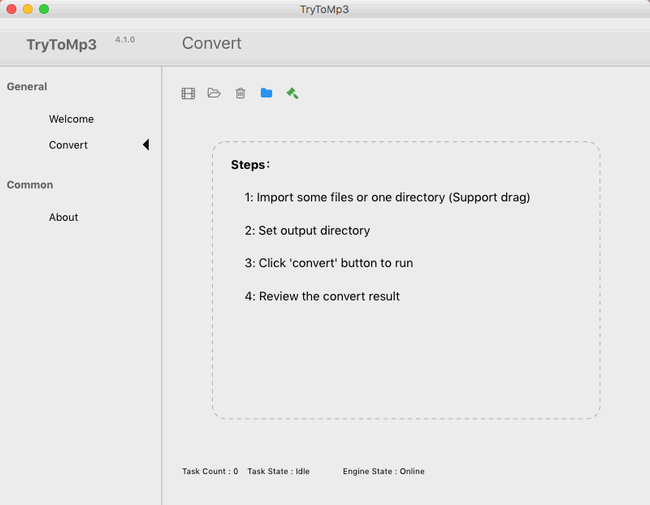 TryToMp3
TryToMp3 4.1.0
Convert
General
Welcome
Convert
Common
About
Steps:
1: Import some files or one directory (Support drag)
2: Set output directory
3: Click 'convert' button to run
4: Review the convert result
Task Count : 0 Task State : Idle Engine State : Online